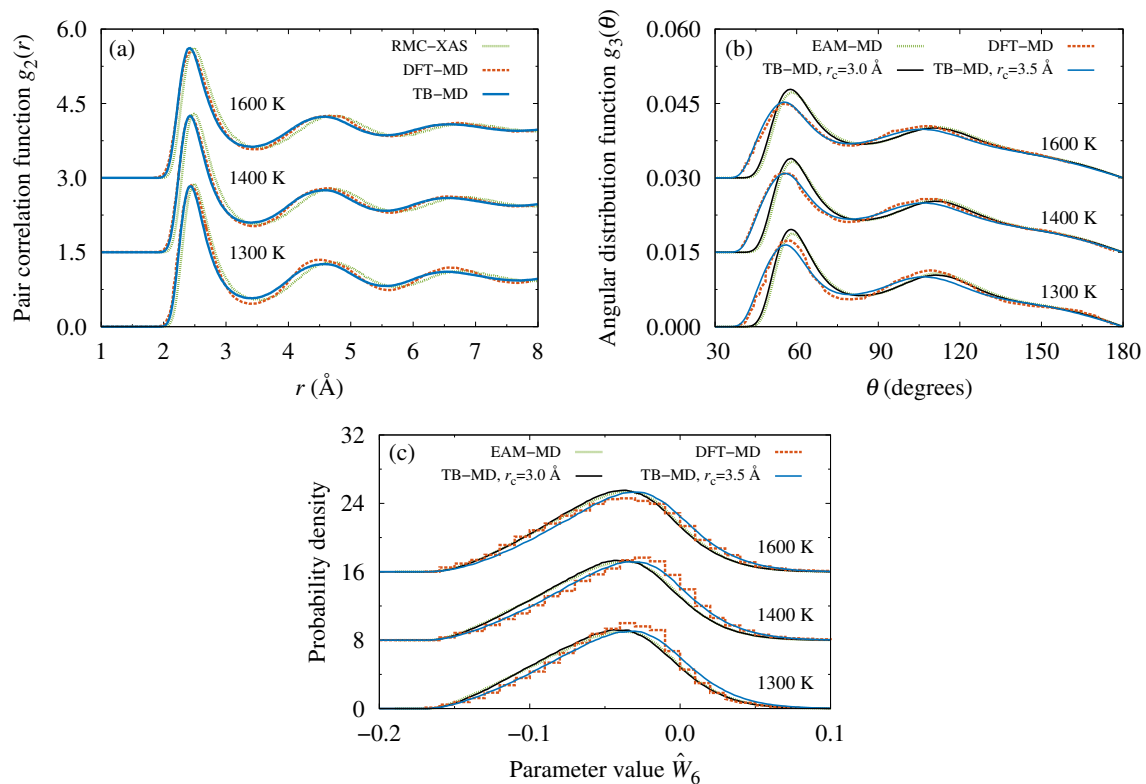 (a)
RMC−XAS
DFT−MD
TB−MD
1600 K
1400 K
1300 K
Pair correlation function g2(r)
6.0
4.5
3.0
1.5
0.0
1 2 3 4 5 6 7 8
r (Å)
(b)
EAM−MD DFT−MD
TB−MD, rc=3.0 Å TB−MD, rc=3.5 Å
1600 K
1400 K
1300 K
Angular distribution function g3(θ)
0.060
0.045
0.030
0.015
0.000
30 60 90 120 150 180
θ (degrees)
(c)
EAM−MD DFT−MD
TB−MD, rc=3.0 Å TB−MD, rc=3.5 Å
1600 K
1400 K
1300 K
Probability density
32
24
16
8
0
−0.2 −0.1 0.0 0.1
Parameter value Ŵ6